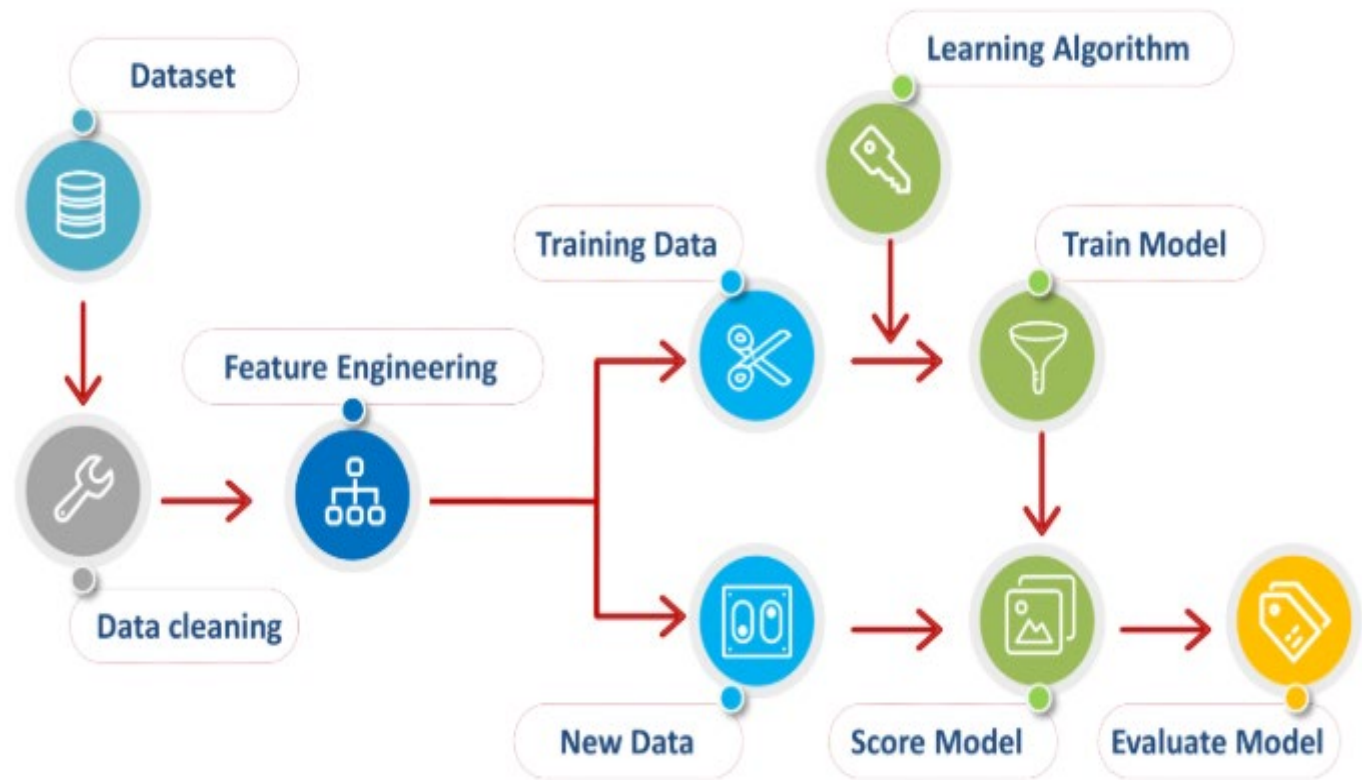 Dataset
Learning Algorithm
Training Data
Train Model
Feature Engineering
Data cleaning
New Data
Score Model
Evaluate Model